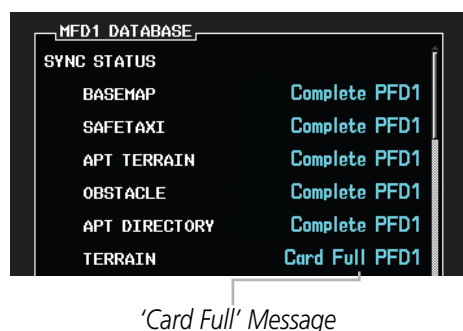 MFD1 DATABASE
SYNC STATUS
BASEMAP Complete PFD1
SAFETAXI Complete PFD1
APT TERRAIN Complete PFD1
OBSTACLE Complete PFD1
APT DIRECTORY Complete PFD1
TERRAIN Card Full PFD1
'Card Full' Message